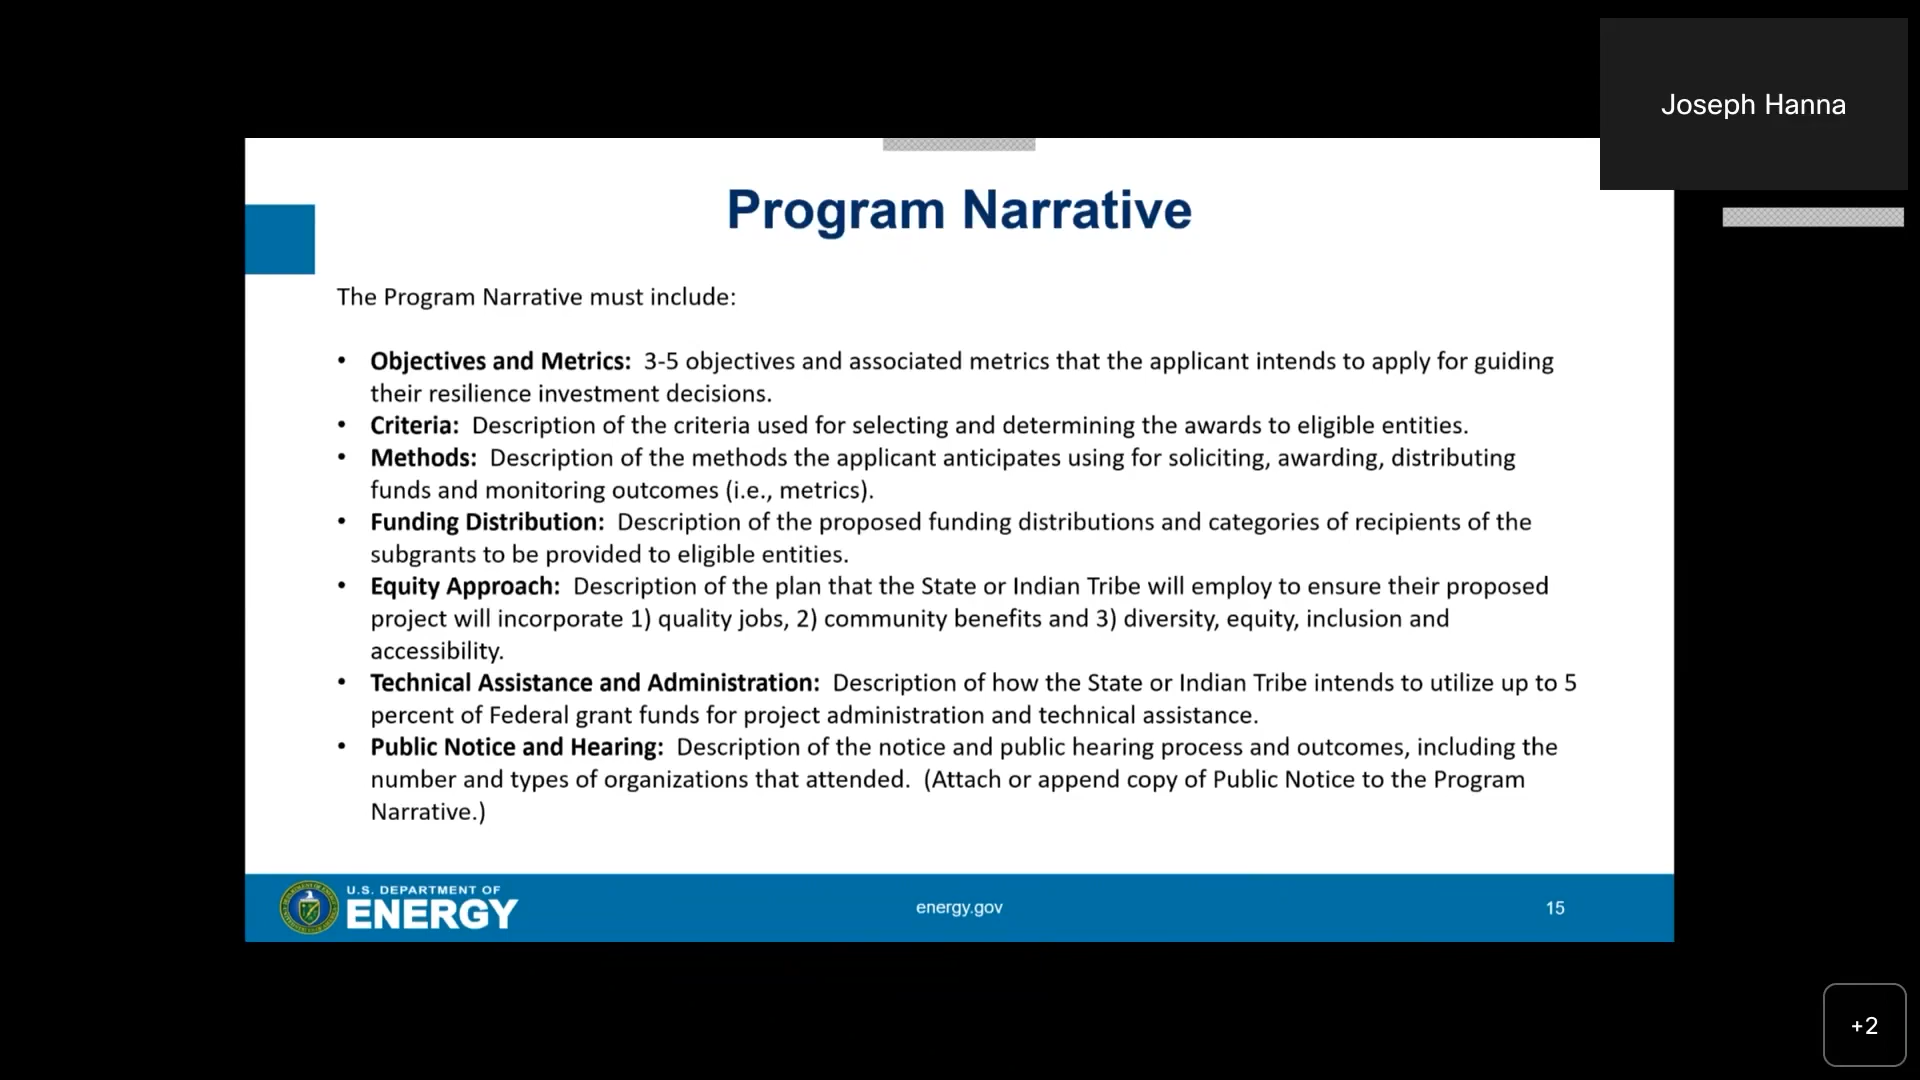 Joseph Hanna
Program Narrative
The Program Narrative must include:
• Objectives and Metrics:  3-5 objectives and associated metrics that the applicant intends to apply for guiding
their resilience investment decisions.
• Criteria:  Description of the criteria used for selecting and determining the awards to eligible entities.
• Methods:  Description of the methods the applicant anticipates using for soliciting, awarding, distributing
funds and monitoring outcomes (i.e., metrics).
• Funding Distribution:  Description of the proposed funding distributions and categories of recipients of the
subgrants to be provided to eligible entities.
• Equity Approach:  Description of the plan that the State or Indian Tribe will employ to ensure their proposed
project will incorporate 1) quality jobs, 2) community benefits and 3) diversity, equity, inclusion and
accessibility.
• Technical Assistance and Administration:  Description of how the State or Indian Tribe intends to utilize up to 5
percent of Federal grant funds for project administration and technical assistance.
• Public Notice and Hearing:  Description of the notice and public hearing process and outcomes, including the
number and types of organizations that attended.  (Attach or append copy of Public Notice to the Program
Narrative.)
U.S. DEPARTMENT OF
ENERGY
energy.gov
15
+2